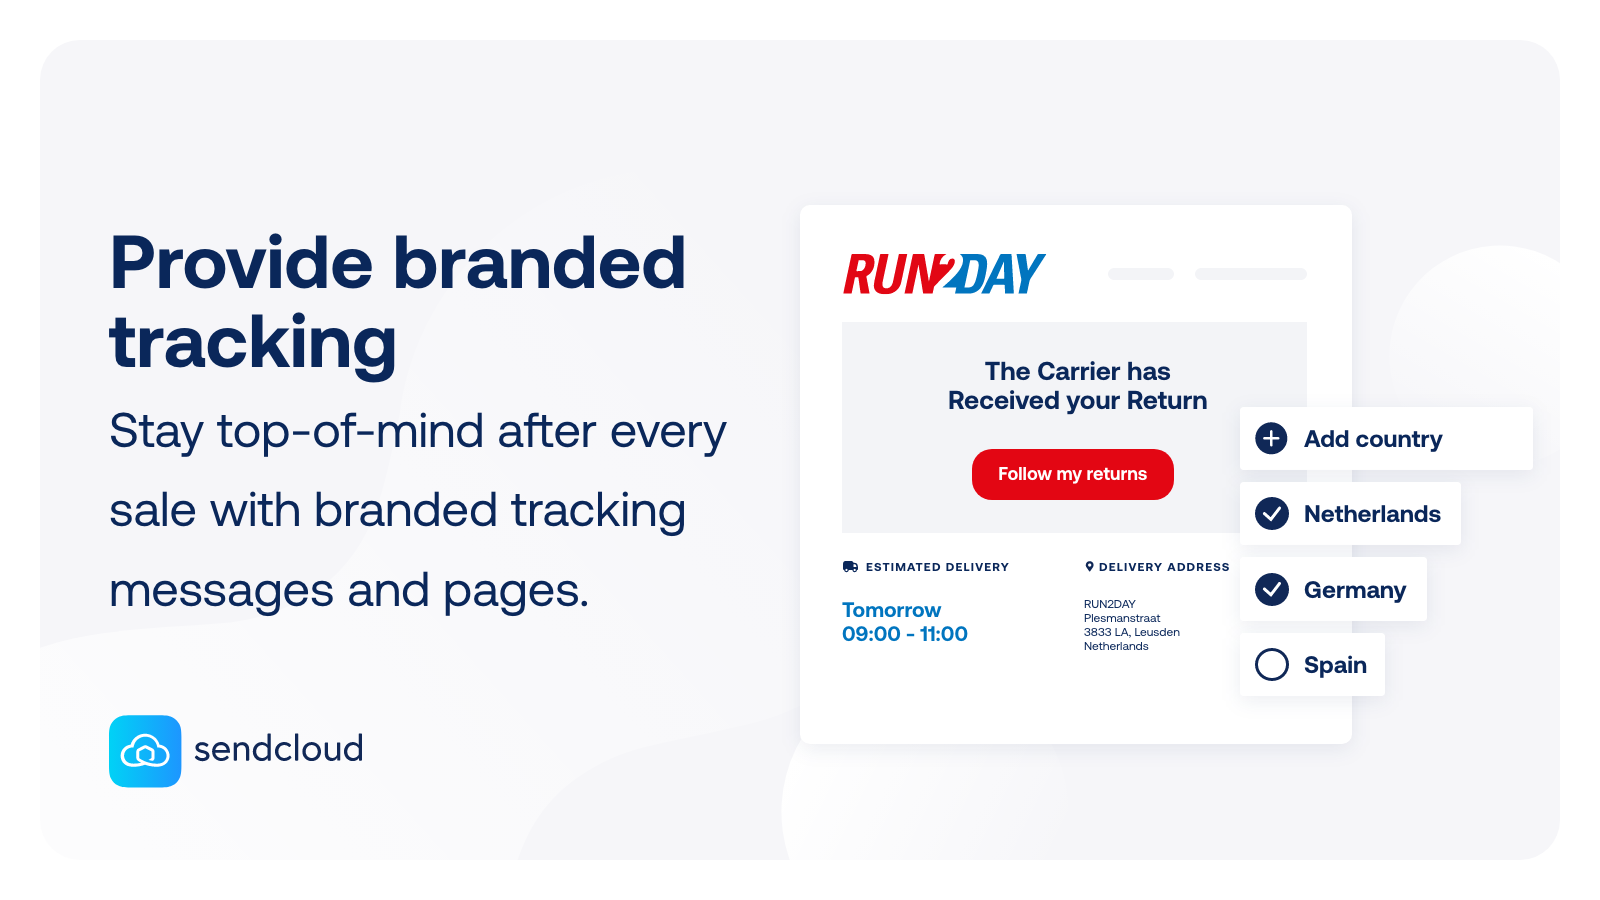 Provide branded
tracking
Stay top-of-mind after every
sale with branded tracking
messages and pages.
sendcloud
RUN2DAY
The Carrier has
Received your Return
Follow my returns
ESTIMATED DELIVERY
Tomorrow
09:00 - 11:00
DELIVERY ADDRESS
RUN2DAY
Plesmanstraat
3833 LA, Leusden
Netherlands
Add country
Netherlands
Germany
Spain